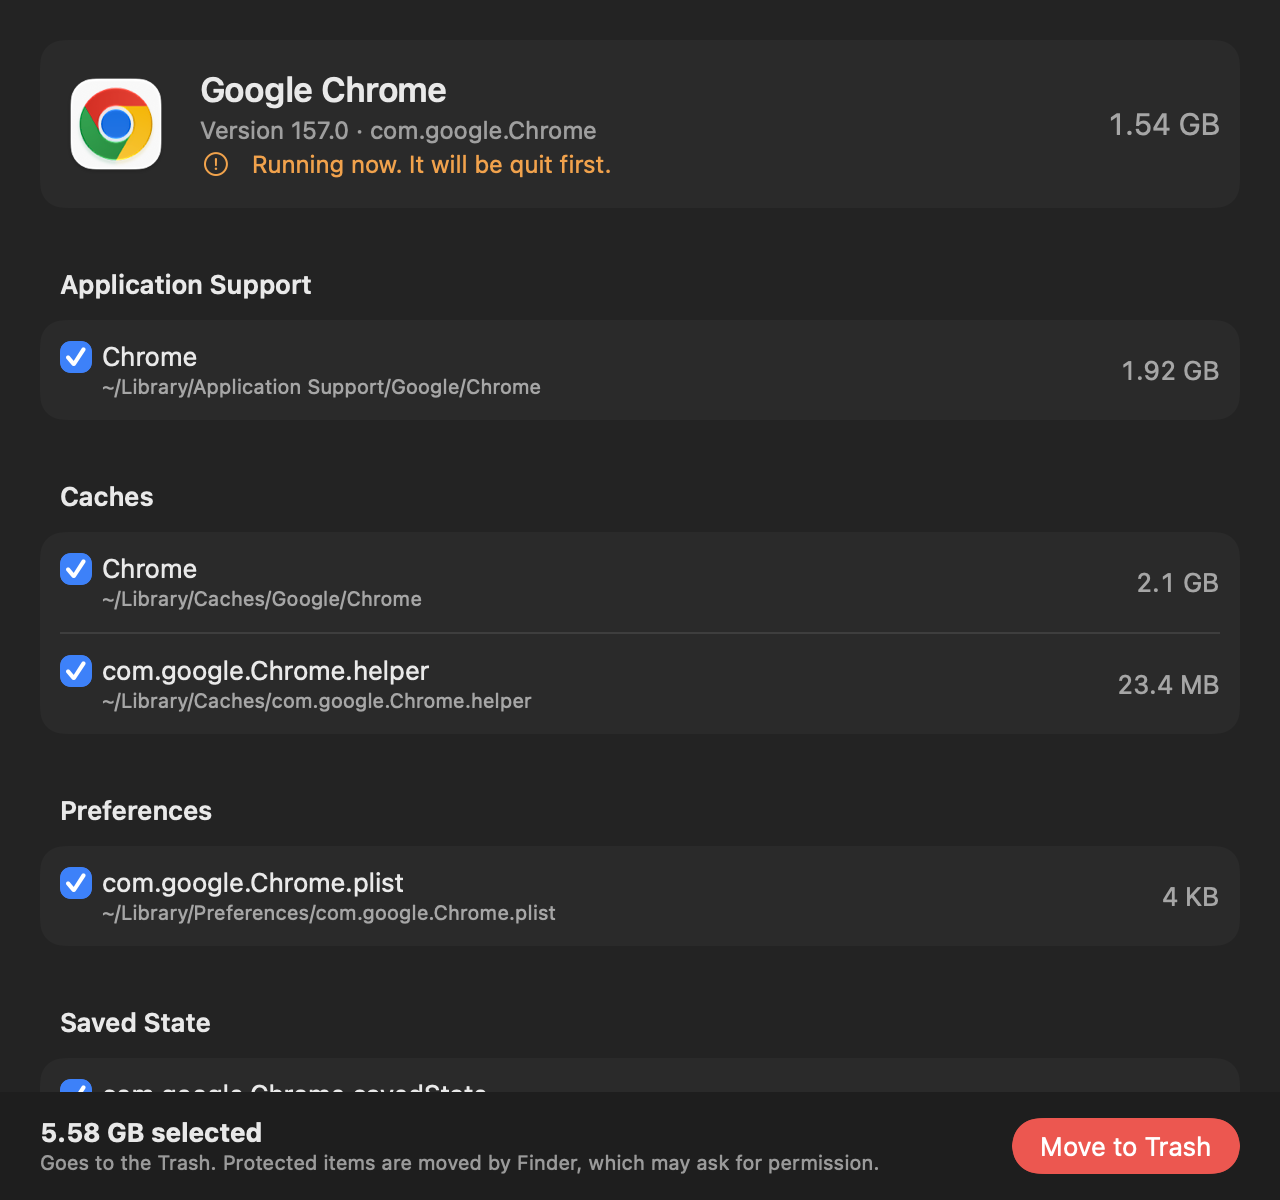 Google Chrome
Version 157.0 · com.google.Chrome
Running now. It will be quit first.
1.54 GB
Application Support
Chrome
~/Library/Application Support/Google/Chrome
1.92 GB
Caches
Chrome
~/Library/Caches/Google/Chrome
2.1 GB
com.google.Chrome.helper
~/Library/Caches/com.google.Chrome.helper
23.4 MB
Preferences
com.google.Chrome.plist
~/Library/Preferences/com.google.Chrome.plist
4 KB
Saved State
com.google.Chrome.savedState
5.58 GB selected
Goes to the Trash. Protected items are moved by Finder, which may ask for permission.
Move to Trash